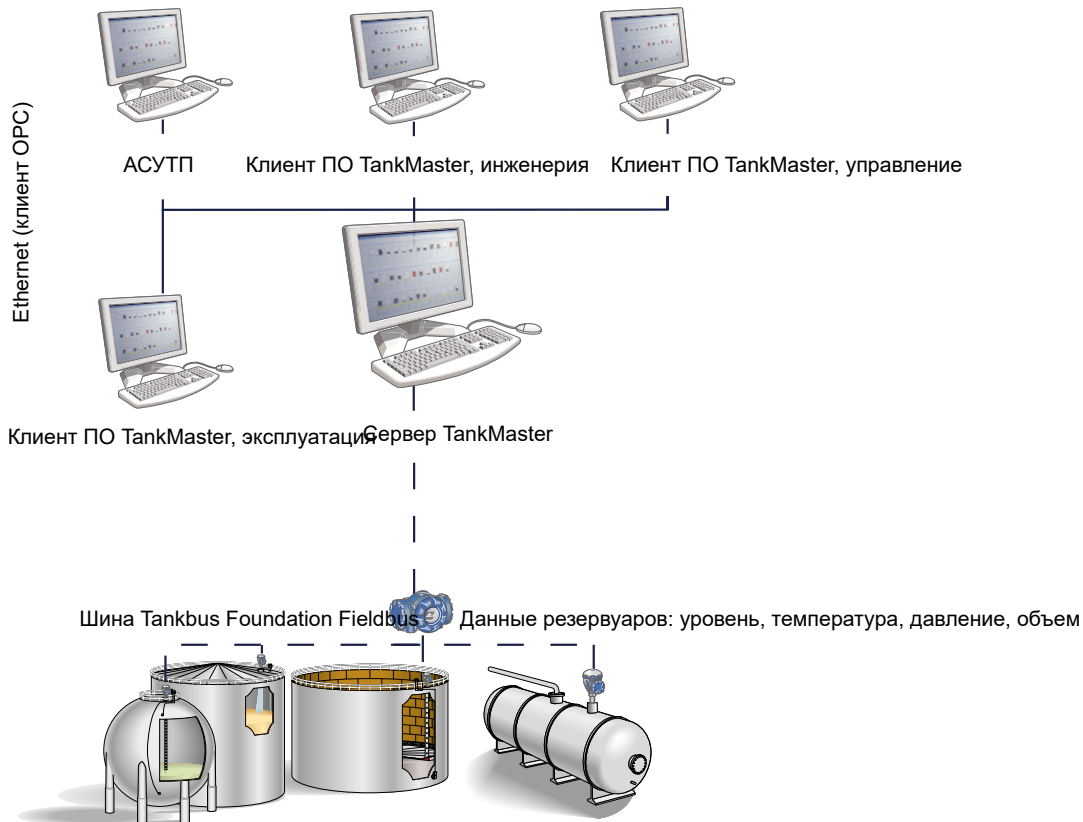 Ethernet (клиент OPC)
АСУТП
Клиент ПО TankMaster, инженерия
Клиент ПО TankMaster, управление
Клиент ПО TankMaster, эксплуатация
Сервер TankMaster
Шина Tankbus Foundation Fieldbus
Данные резервуаров: уровень, температура, давление, объем